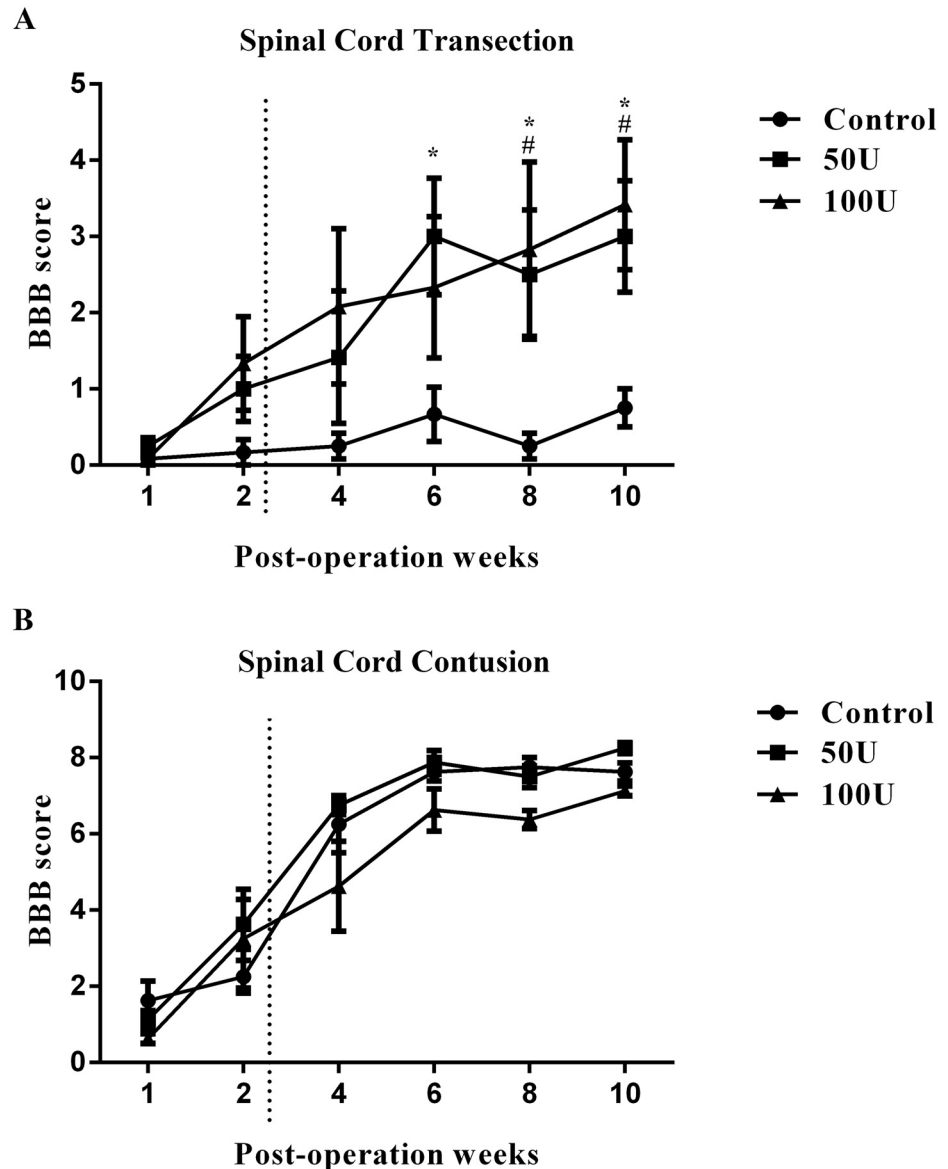 A
Spinal Cord Transection
5
4
3
2
1
0
BBB score
*
*
#
*
#
Control
50U
100U
1 2 4 6 8 10
Post-operation weeks
B
Spinal Cord Contusion
10
8
6
4
2
0
BBB score
Control
50U
100U
1 2 4 6 8 10
Post-operation weeks